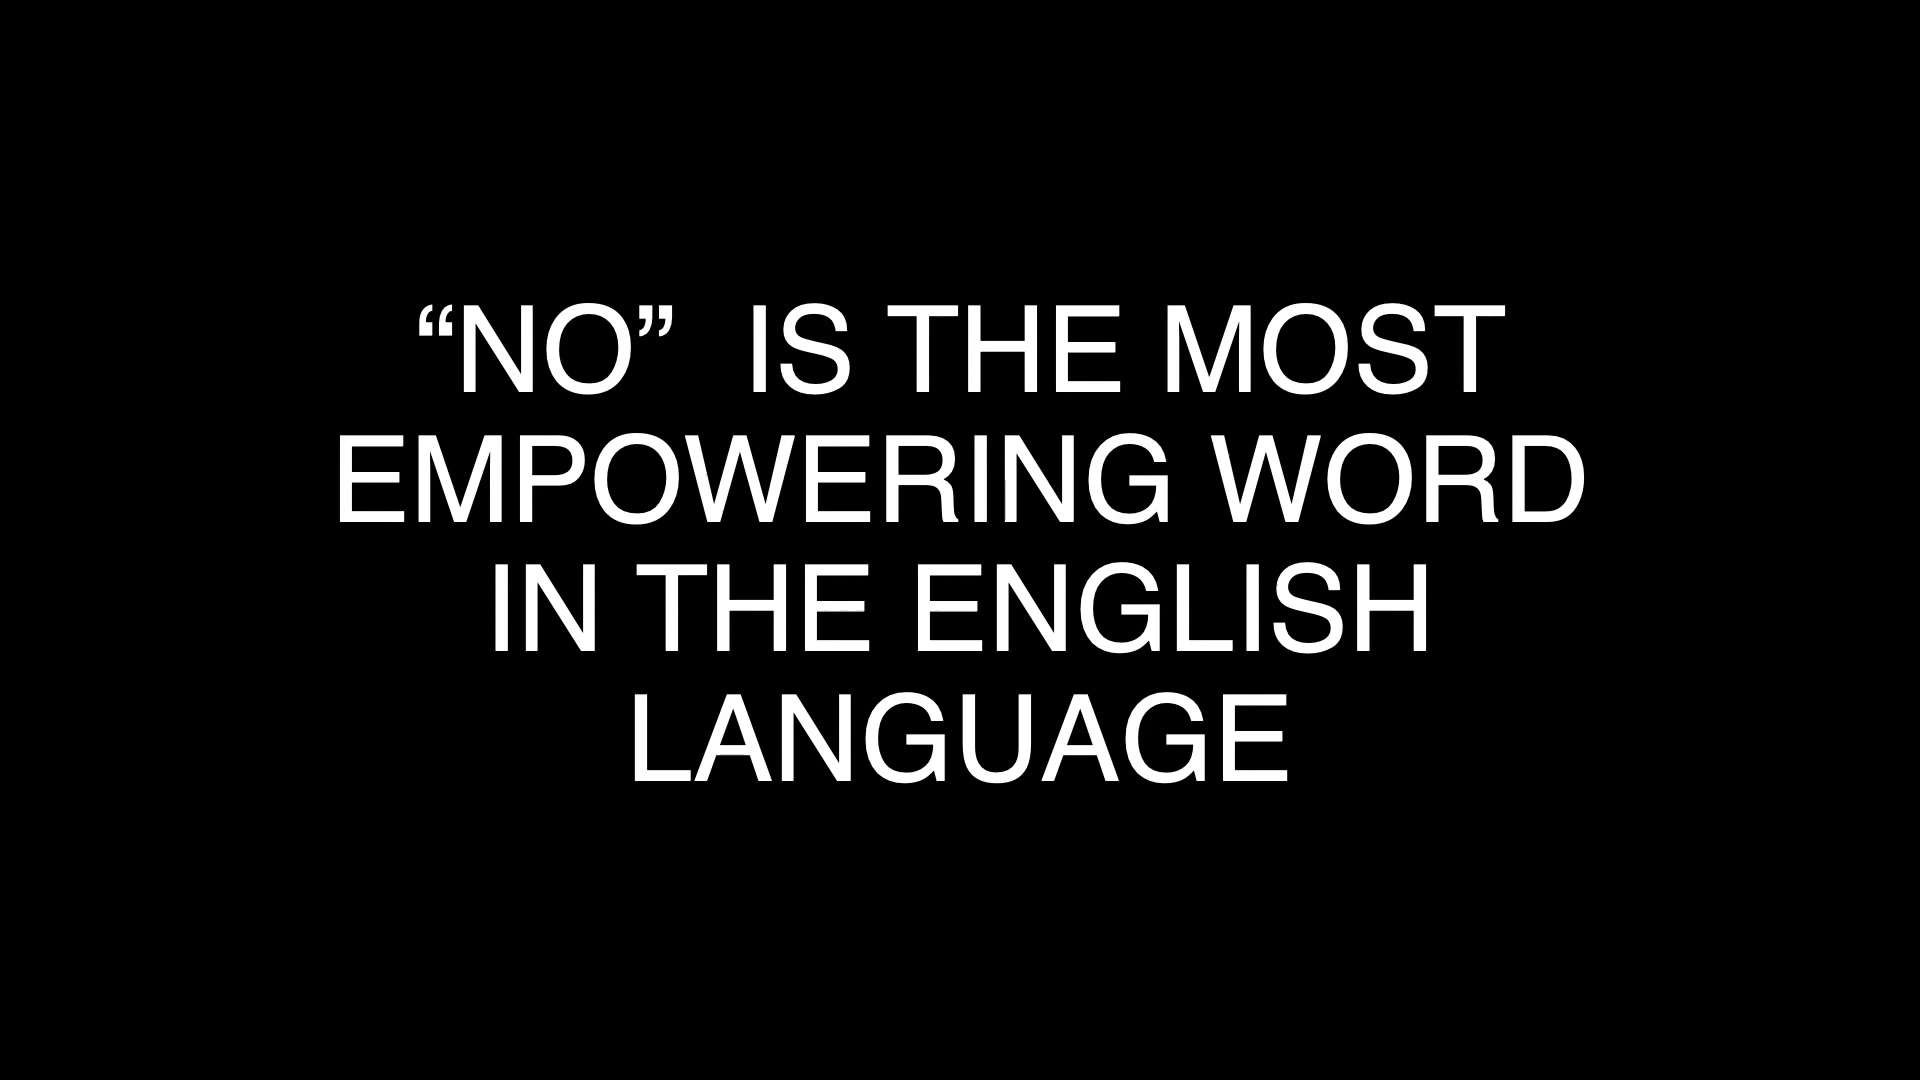 “NO”  IS THE MOST
EMPOWERING WORD
IN THE ENGLISH
LANGUAGE